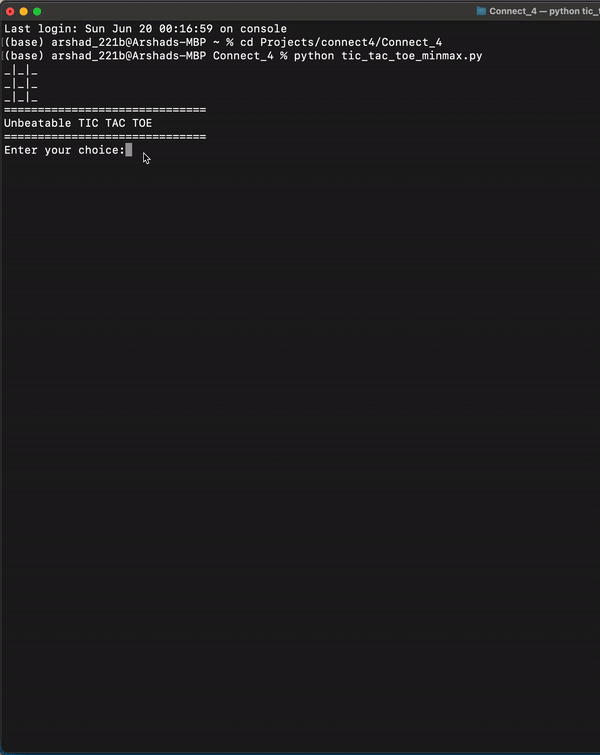 Connect_4 — python tic_
Last login: Sun Jun 20 00:16:59 on console
(base) arshad_221b@Arshads-MBP ~ % cd Projects/connect4/Connect_4
(base) arshad_221b@Arshads-MBP Connect_4 % python tic_tac_toe_minmax.py
_|_|_
_|_|_
_|_|_
==============================
Unbeatable TIC TAC TOE
==============================
Enter your choice: